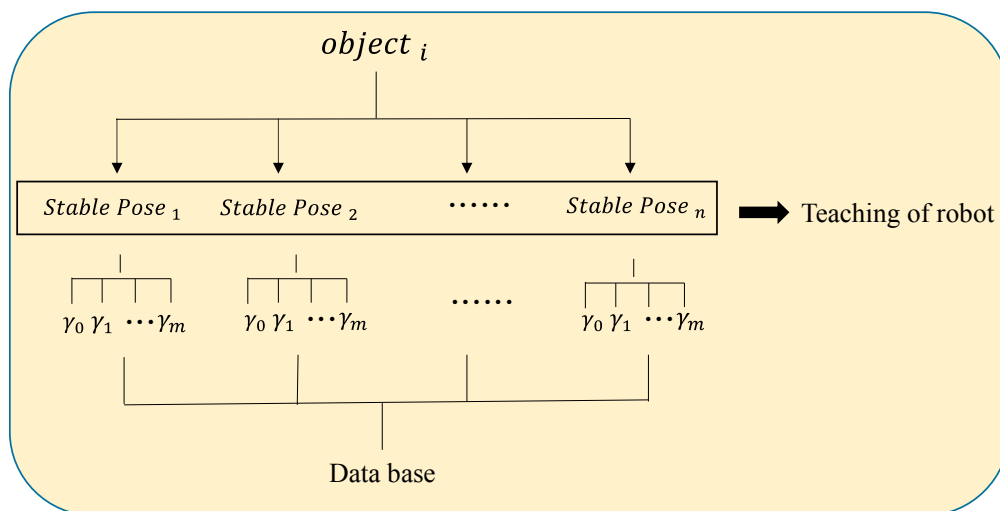 object i
Stable Pose 1 Stable Pose 2 ······ Stable Pose n Teaching of robot
γ0 γ1 ···γm γ0 γ1 ···γm ······ γ0 γ1 ···γm
Data base